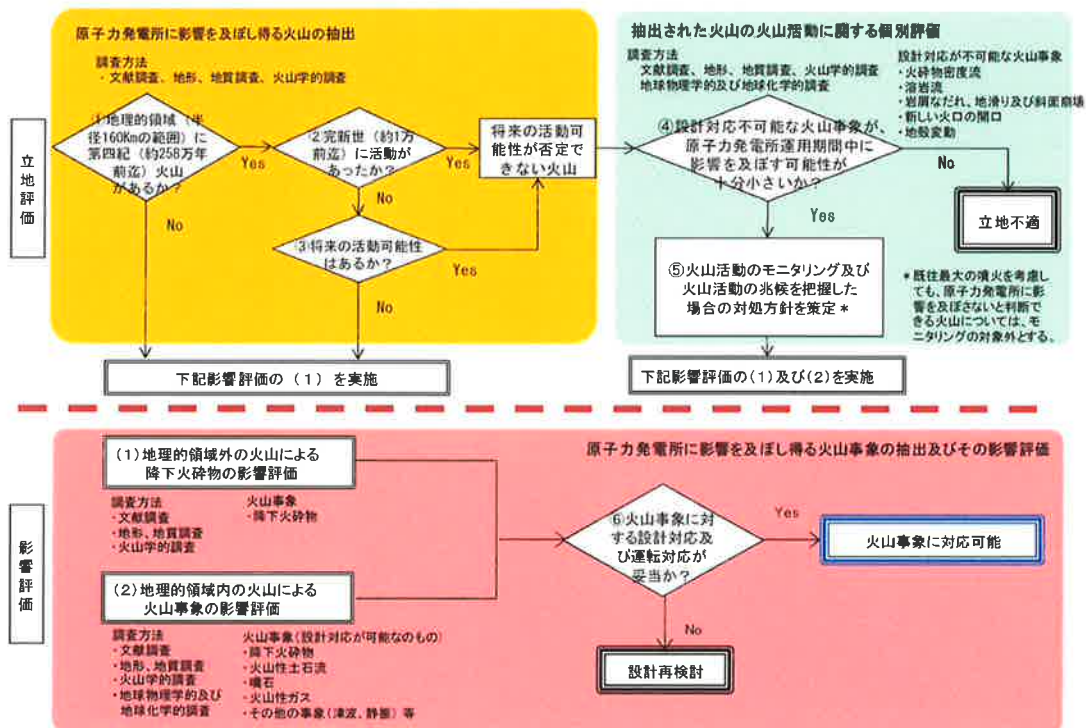 立地評価
原子力発電所に影響を及ぼし得る火山の抽出
調査方法
・文献調査、地形、地質調査、火山学的調査
①地理的領域（半
径160Kmの範囲）に
第四紀（約258万年
前迄）火山
があるか？
Yes
No
②完新世（約1万年
前迄）に活動が
あったか？
Yes
No
③将来の活動可能性
はあるか？
Yes
No
将来の活動可
能性が否定で
きない火山
下記影響評価の（1）を実施
抽出された火山の火山活動に関する個別評価
調査方法
文献調査、地形、地質調査、火山学的調査
地球物理学的及び地球化学的調査
設計対応が不可能な火山事象
・火砕物密度流
・溶岩流
・岩屑なだれ、地滑り及び斜面崩壊
・新しい火口の開口
・地殻変動
④設計対応不可能な火山事象が、
原子力発電所運用期間中に
影響を及ぼす可能性が
十分小さいか？
No
Yes
立地不適
⑤火山活動のモニタリング及び
火山活動の兆候を把握した
場合の対処方針を策定＊
＊既往最大の噴火を考慮し
ても、原子力発電所に影
響を及ぼさないと判断で
きる火山については、モ
ニタリングの対象外とする。
下記影響評価の(1)及び(2)を実施
影響評価
原子力発電所に影響を及ぼし得る火山事象の抽出及びその影響評価
(1)地理的領域外の火山による
降下火砕物の影響評価
調査方法
・文献調査
・地形、地質調査
・火山学的調査
火山事象
・降下火砕物
(2)地理的領域内の火山による
火山事象の影響評価
調査方法
・文献調査
・地形、地質調査
・火山学的調査
・地球物理学的及び
地球化学的調査
火山事象(設計対応が可能なのもの)
・降下火砕物
・火山性土石流
・噴石
・火山性ガス
・その他の事象(津波、静振)等
⑥火山事象に対
する設計対応及
び運転対応が
妥当か？
Yes
No
火山事象に対応可能
設計再検討